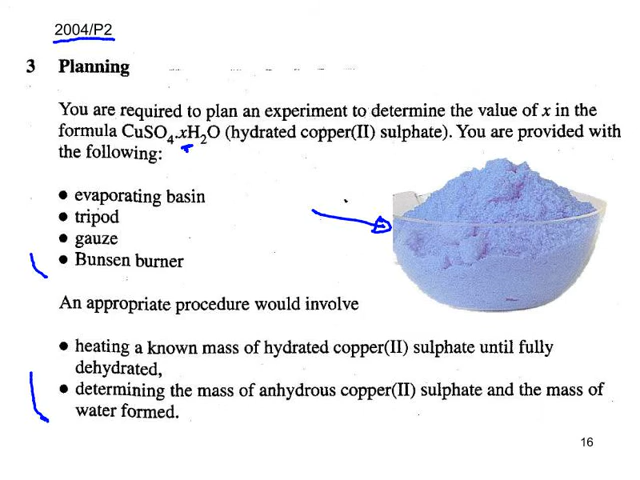 2004/P2
3 Planning
You are required to plan an experiment to determine the value of x in the
formula CuSO₄.xH₂O (hydrated copper(II) sulphate). You are provided with
the following:
• evaporating basin
• tripod
• gauze
• Bunsen burner
An appropriate procedure would involve
• heating a known mass of hydrated copper(II) sulphate until fully
dehydrated,
• determining the mass of anhydrous copper(II) sulphate and the mass of
water formed.
16